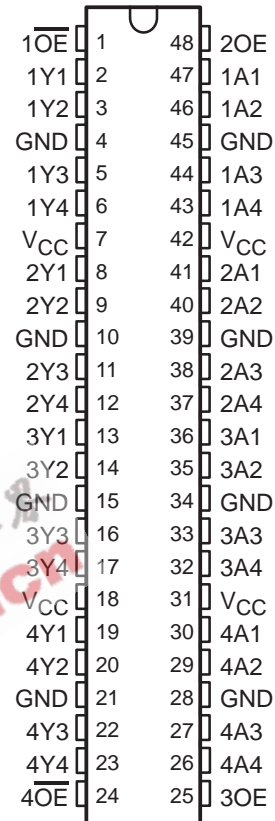 1O̅E̅ 1 48 2OE
1Y1 2 47 1A1
1Y2 3 46 1A2
GND 4 45 GND
1Y3 5 44 1A3
1Y4 6 43 1A4
VCC 7 42 VCC
2Y1 8 41 2A1
2Y2 9 40 2A2
GND 10 39 GND
2Y3 11 38 2A3
2Y4 12 37 2A4
3Y1 13 36 3A1
3Y2 14 35 3A2
GND 15 34 GND
3Y3 16 33 3A3
3Y4 17 32 3A4
VCC 18 31 VCC
4Y1 19 30 4A1
4Y2 20 29 4A2
GND 21 28 GND
4Y3 22 27 4A3
4Y4 23 26 4A4
4O̅E̅ 24 25 3OE